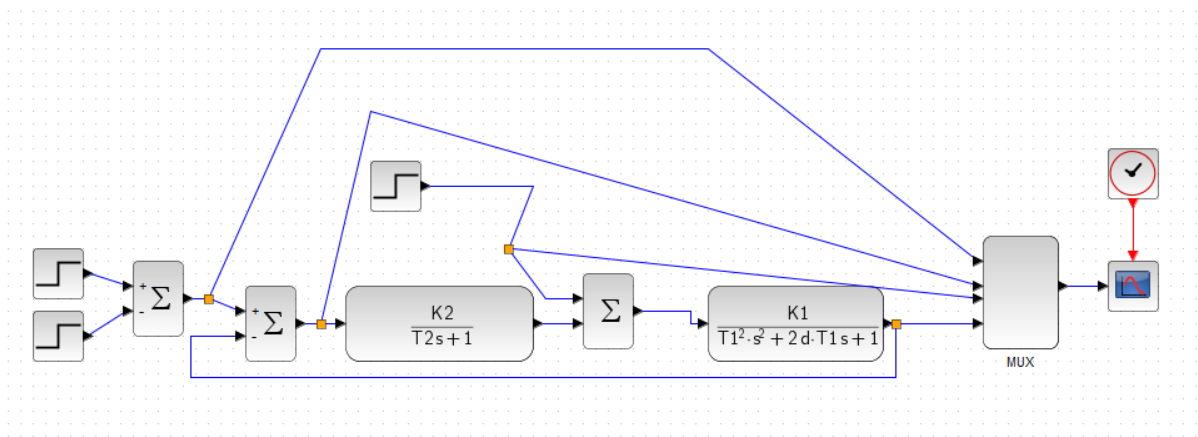 +
-
Σ
+
-
Σ
K2
T2s+1
Σ
K1
T1²·s²+2d·T1s+1
MUX